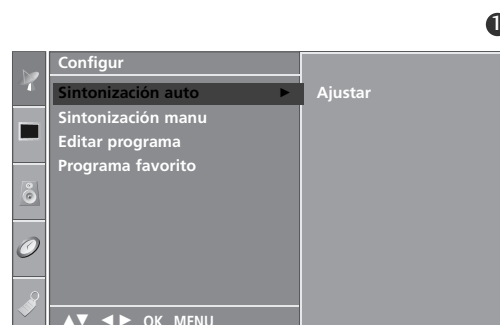 1
Configur
Sintonización auto ► Ajustar
Sintonización manu
Editar programa
Programa favorito
▲▼ ◄► OK MENU